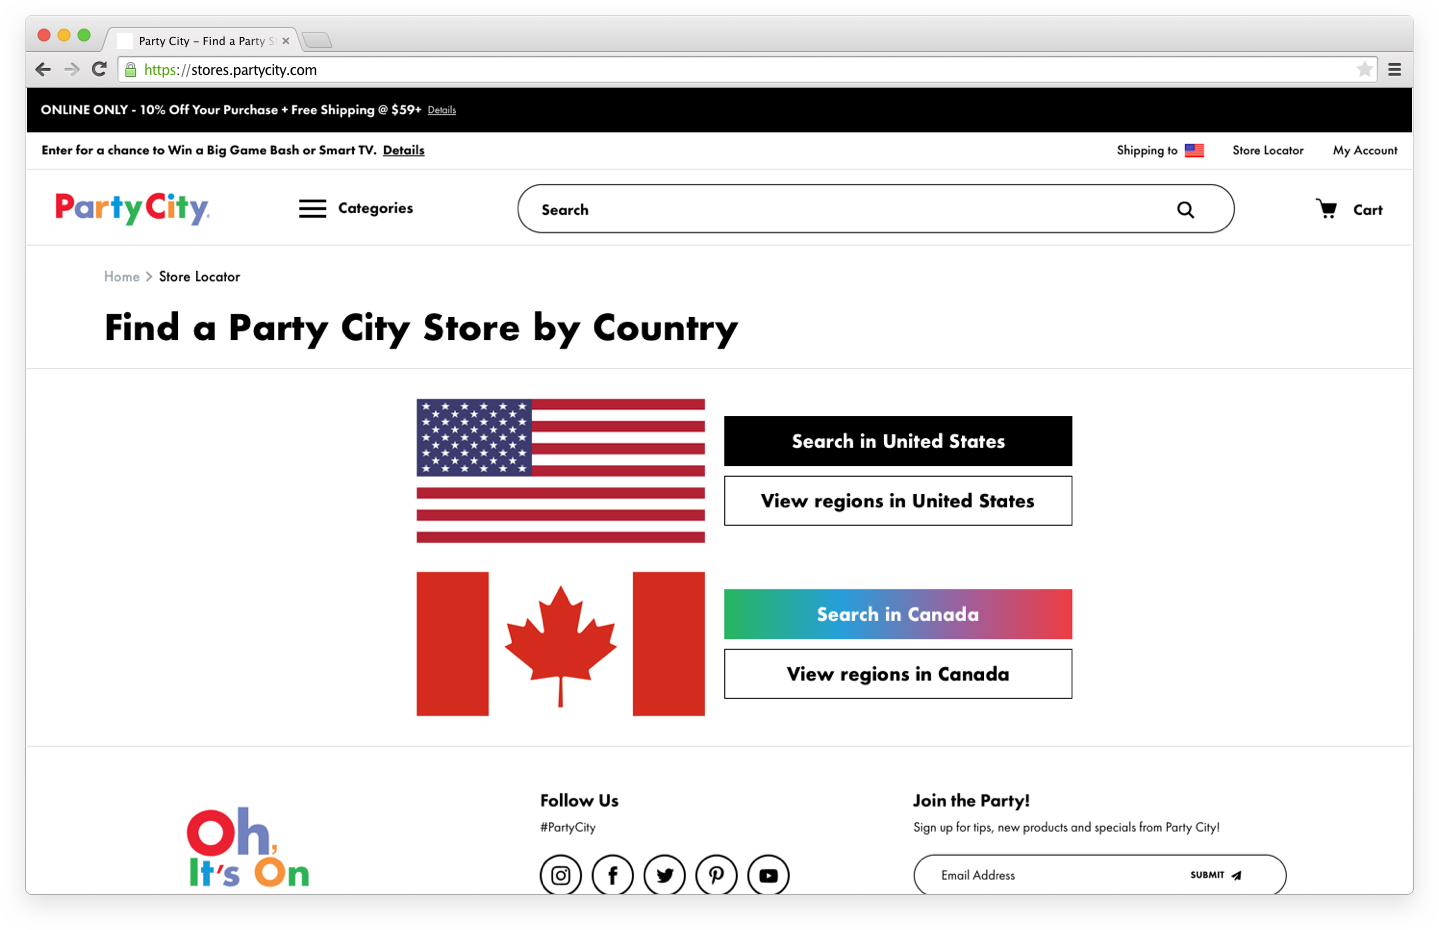 Party City – Find a Party S
https://stores.partycity.com
ONLINE ONLY - 10% Off Your Purchase + Free Shipping @ $59+ Details
Enter for a chance to Win a Big Game Bash or Smart TV. Details
Shipping to
Store Locator
My Account
Party City
Categories
Search
Cart
Home > Store Locator
Find a Party City Store by Country
Search in United States
View regions in United States
Search in Canada
View regions in Canada
Oh,
It's On
Follow Us
#PartyCity
Join the Party!
Sign up for tips, new products and specials from Party City!
Email Address
SUBMIT